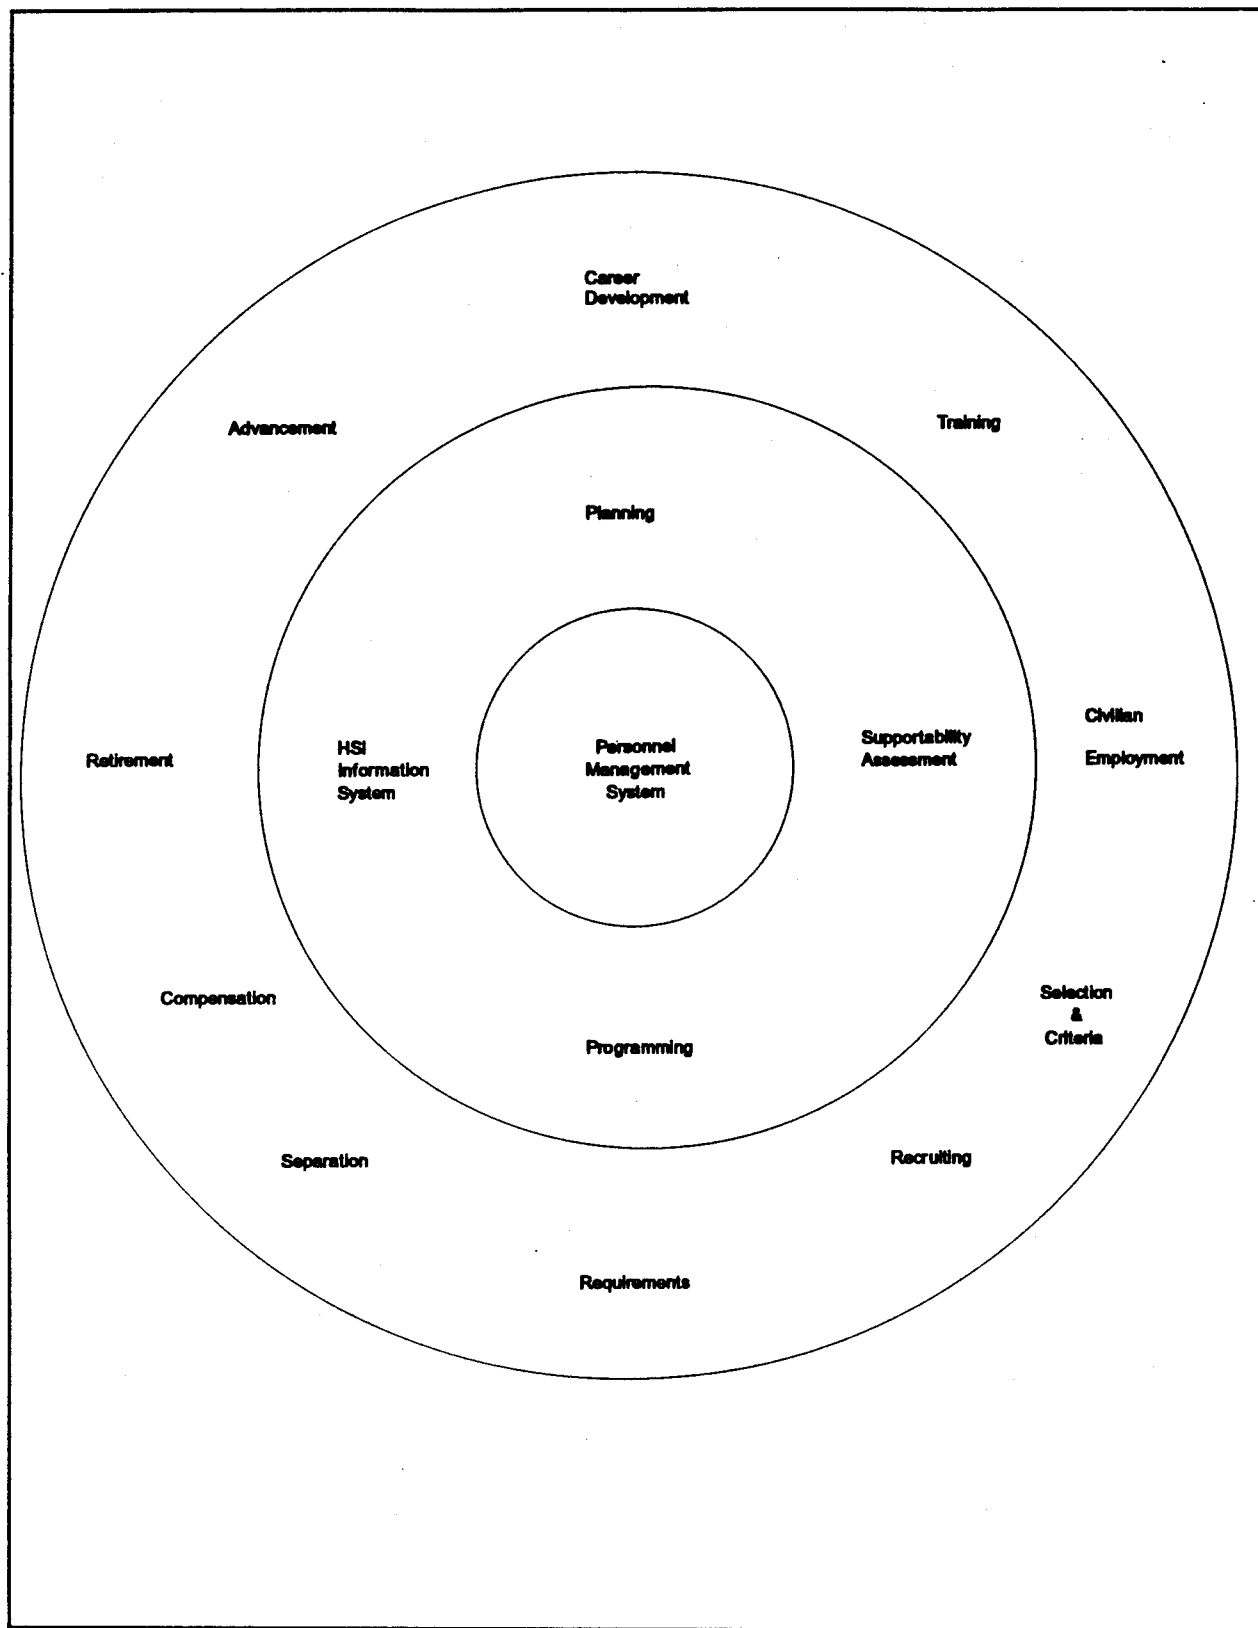 Career
Development
Advancement
Training
Planning
Civilian
Employment
Retirement
HSI
Information
System
Personnel
Management
System
Supportability
Assessment
Compensation
Selection
&
Criteria
Programming
Separation
Recruiting
Requirements